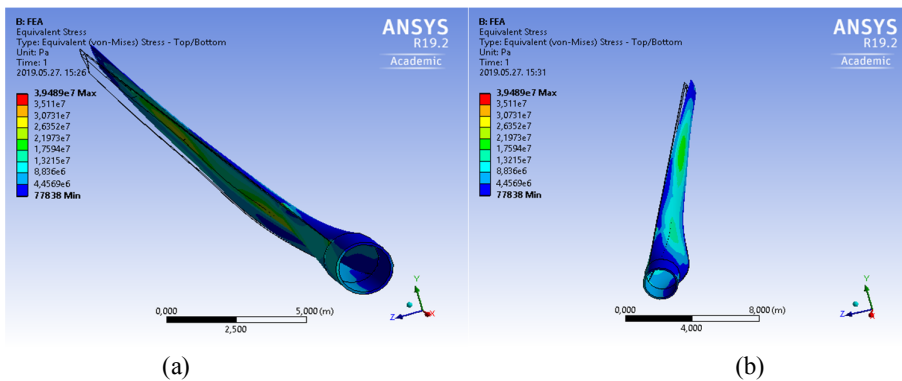 B: FEA
Equivalent Stress
Type: Equivalent (von-Mises) Stress - Top/Bottom
Unit: Pa
Time: 1
2019.05.27. 15:26
3,9489e7 Max
3,511e7
3,0731e7
2,6352e7
2,1973e7
1,7594e7
1,3215e7
8,836e6
4,4569e6
77838 Min
ANSYS
R19.2
Academic
0,000
5,000 (m)
2,500
Y
Z
X
(a)
B: FEA
Equivalent Stress
Type: Equivalent (von-Mises) Stress - Top/Bottom
Unit: Pa
Time: 1
2019.05.27. 15:31
3,9489e7 Max
3,511e7
3,0731e7
2,6352e7
2,1973e7
1,7594e7
1,3215e7
8,836e6
4,4569e6
77838 Min
ANSYS
R19.2
Academic
0,000
8,000 (m)
4,000
Y
Z
X
(b)